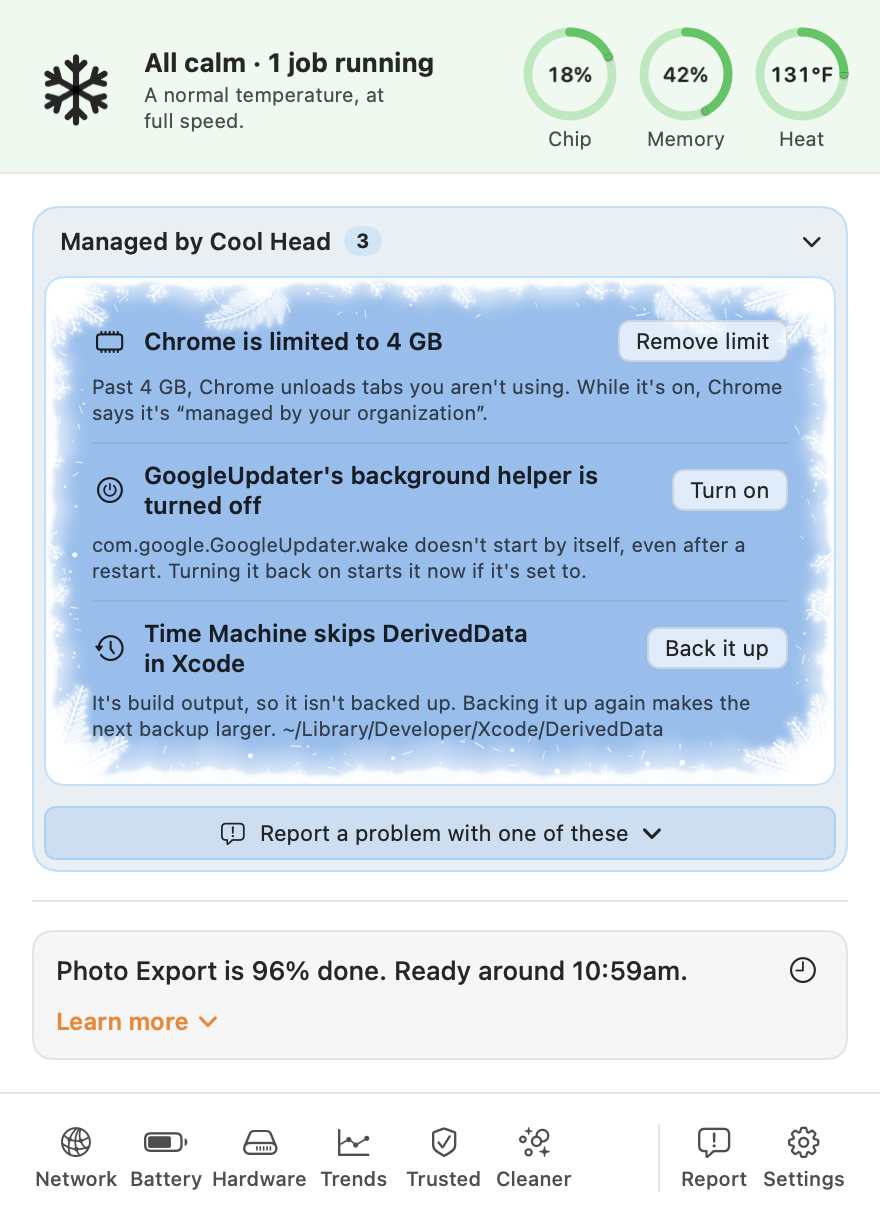 All calm · 1 job running
A normal temperature, at
full speed.
18%
Chip
42%
Memory
131°F
Heat
Managed by Cool Head 3
Chrome is limited to 4 GB
Remove limit
Past 4 GB, Chrome unloads tabs you aren't using. While it's on, Chrome
says it's “managed by your organization”.
GoogleUpdater's background helper is
turned off
Turn on
com.google.GoogleUpdater.wake doesn't start by itself, even after a
restart. Turning it back on starts it now if it's set to.
Time Machine skips DerivedData
in Xcode
Back it up
It's build output, so it isn't backed up. Backing it up again makes the
next backup larger. ~/Library/Developer/Xcode/DerivedData
Report a problem with one of these
Photo Export is 96% done. Ready around 10:59am.
Learn more
Network
Battery
Hardware
Trends
Trusted
Cleaner
Report
Settings